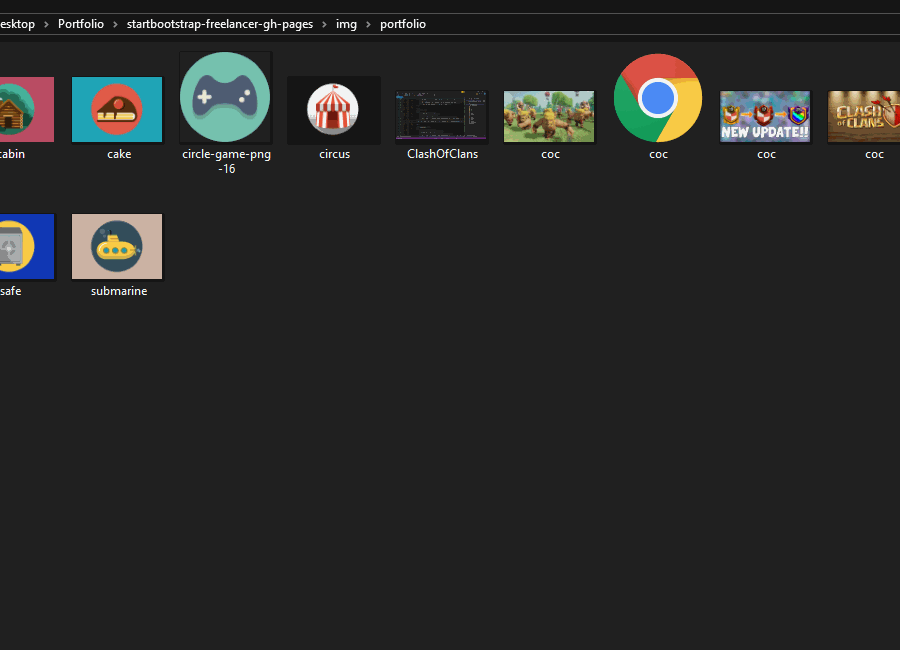 esktop > Portfolio > startbootstrap-freelancer-gh-pages > img > portfolio
NEW UPDATE!!
CLASH
OF CLANS
cabin
cake
circle-game-png
-16
circus
ClashOfClans
coc
coc
coc
coc
safe
submarine